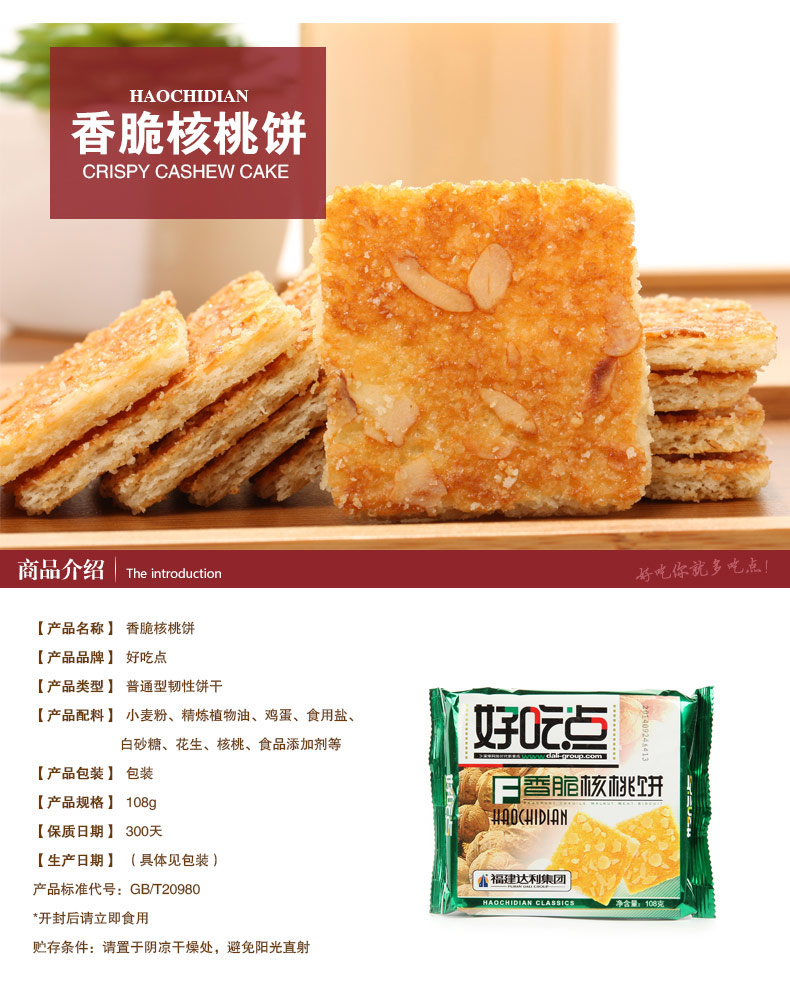 HAOCHIDIAN
香脆核桃饼
CRISPY CASHEW CAKE
商品介绍 The introduction
好吃你就多吃点!
【产品名称】 香脆核桃饼
【产品品牌】 好吃点
【产品类型】 普通型韧性饼干
【产品配料】 小麦粉、精炼植物油、鸡蛋、食用盐、
白砂糖、花生、核桃、食品添加剂等
【产品包装】 包装
【产品规格】 108g
【保质日期】 300天
【生产日期】 (具体见包装)
产品标准代号:GB/T20980
*开封后请立即食用
贮存条件:请置于阴凉干燥处,避免阳光直射
好吃点
www.dali-group.com
香脆核桃饼
HAOCHIDIAN
福建达利集团
FUJIAN DALI GROUP
HAOCHIDIAN CLASSICS
净含量:108克